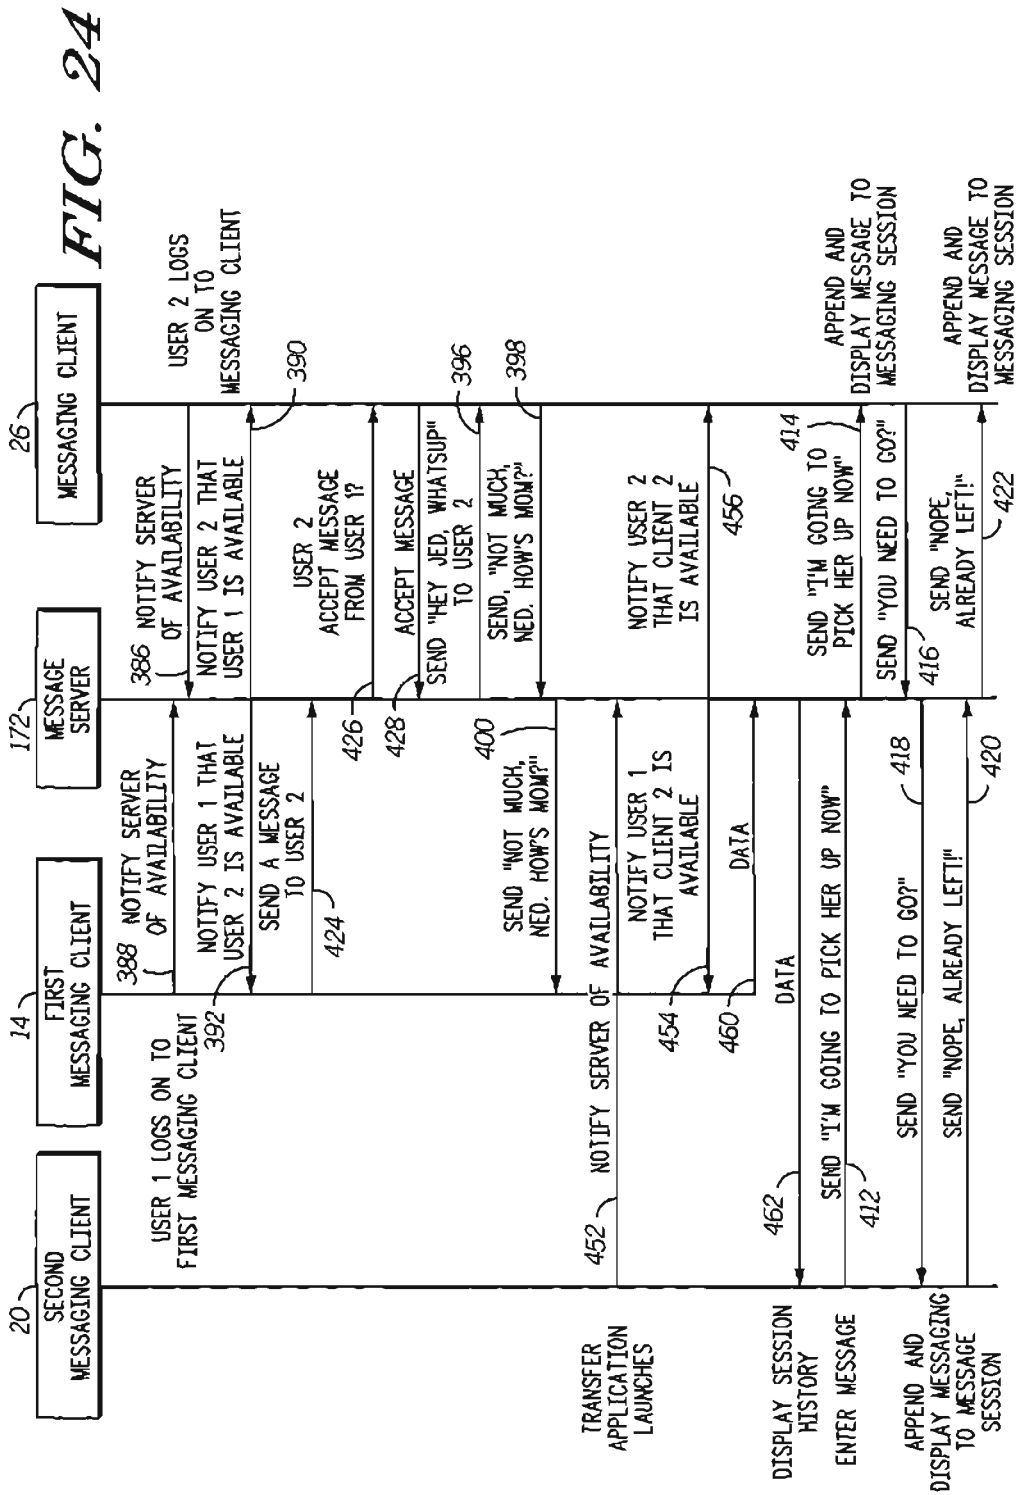 FIG. 24
20
SECOND
MESSAGING CLIENT
14
FIRST
MESSAGING CLIENT
172
MESSAGE
SERVER
26
MESSAGING CLIENT
USER 1 LOGS ON TO
FIRST MESSAGING CLIENT
388
NOTIFY SERVER
OF AVAILABILITY
386
NOTIFY SERVER
OF AVAILABILITY
USER 2 LOGS
ON TO
MESSAGING CLIENT
392
NOTIFY USER 1 THAT
USER 2 IS AVAILABLE
NOTIFY USER 2 THAT
USER 1 IS AVAILABLE
390
SEND A MESSAGE
TO USER 2
424
USER 2
ACCEPT MESSAGE
FROM USER 1?
426
ACCEPT MESSAGE
428
SEND "HEY JED, WHATSUP"
TO USER 2
396
SEND, "NOT MUCH,
NED. HOW'S MOM?"
398
SEND "NOT MUCH,
NED. HOW'S MOM?"
400
TRANSFER
APPLICATION
LAUNCHES
452
NOTIFY SERVER OF AVAILABILITY
NOTIFY USER 1
THAT CLIENT 2 IS
AVAILABLE
454
NOTIFY USER 2
THAT CLIENT 2
IS AVAILABLE
456
DATA
460
DATA
462
DISPLAY SESSION
HISTORY
ENTER MESSAGE
SEND "I'M GOING TO PICK HER UP NOW"
412
SEND "I'M GOING TO
PICK HER UP NOW"
414
APPEND AND
DISPLAY MESSAGE TO
MESSAGING SESSION
SEND "YOU NEED TO GO?"
416
SEND "YOU NEED TO GO?"
418
APPEND AND
DISPLAY MESSAGING
TO MESSAGE
SESSION
SEND "NOPE, ALREADY LEFT!"
420
SEND "NOPE,
ALREADY LEFT!"
422
APPEND AND
DISPLAY MESSAGE TO
MESSAGING SESSION